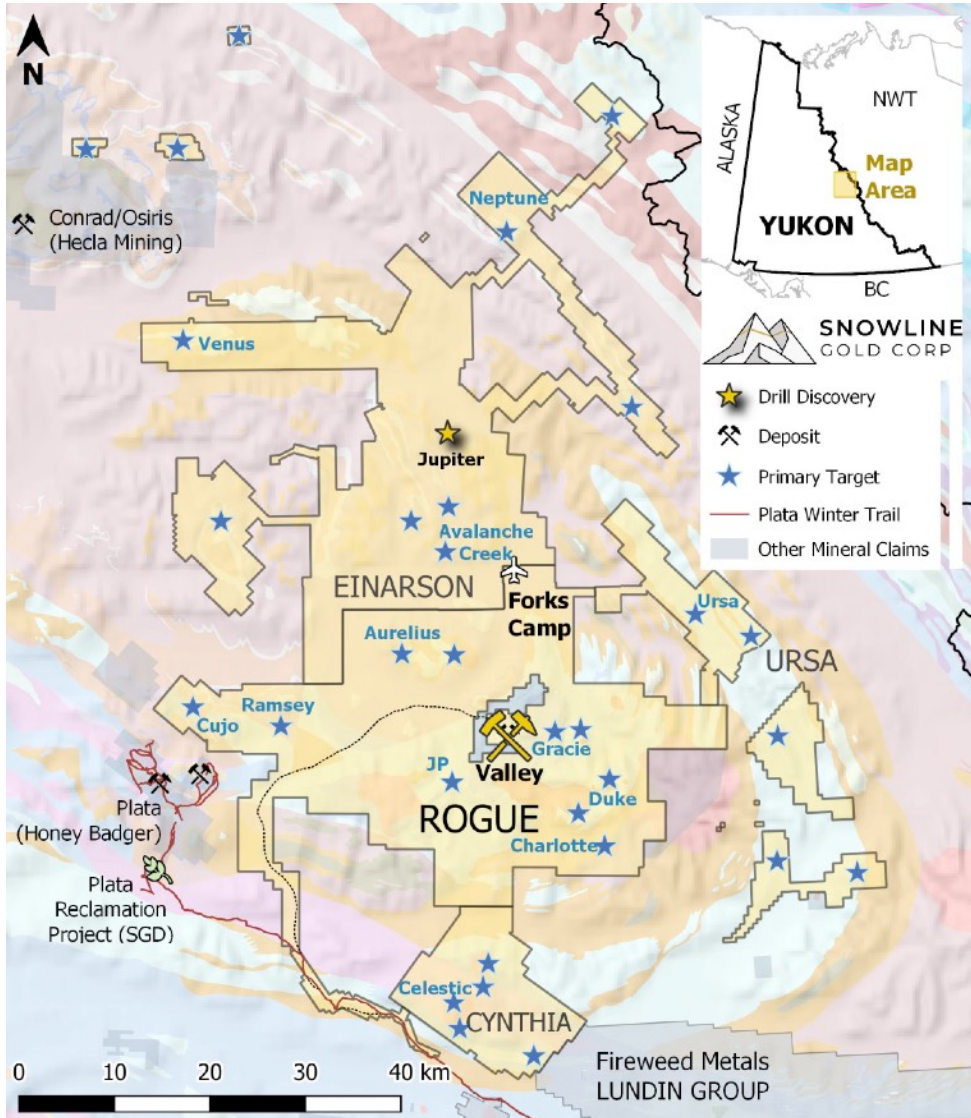 N
NWT
ALASKA
Map
Area
YUKON
BC
SNOWLINE
GOLD CORP
Drill Discovery
Deposit
Primary Target
Plata Winter Trail
Other Mineral Claims
Conrad/Osiris
(Hecla Mining)
Neptune
Venus
Jupiter
Avalanche
Creek
EINARSON
Forks
Camp
Aurelius
Ursa
URSA
Cujo
Ramsey
Gracie
Valley
JP
Duke
ROGUE
Charlotte
Plata
(Honey Badger)
Plata
Reclamation
Project (SGD)
Celestic
CYNTHIA
Fireweed Metals
LUNDIN GROUP
0 10 20 30 40 km